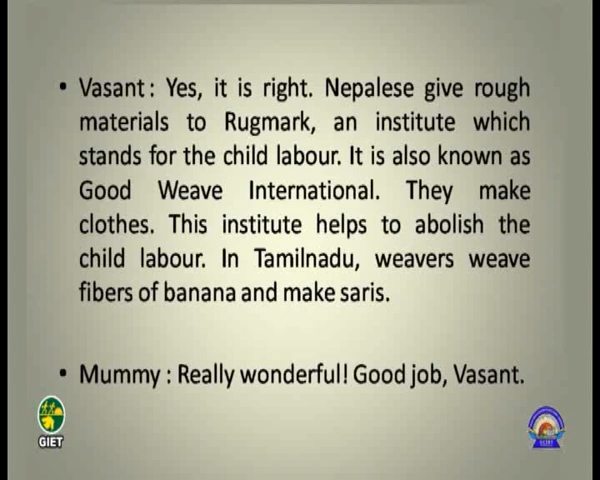 • Vasant : Yes, it is right. Nepalese give rough
materials to Rugmark, an institute which
stands for the child labour. It is also known as
Good Weave International. They make
clothes. This institute helps to abolish the
child labour. In Tamilnadu, weavers weave
fibers of banana and make saris.
• Mummy : Really wonderful! Good job, Vasant.
GIET